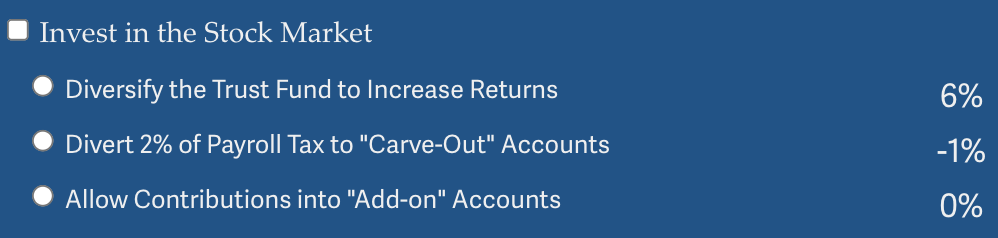 Invest in the Stock Market
Diversify the Trust Fund to Increase Returns 6%
Divert 2% of Payroll Tax to "Carve-Out" Accounts -1%
Allow Contributions into "Add-on" Accounts 0%